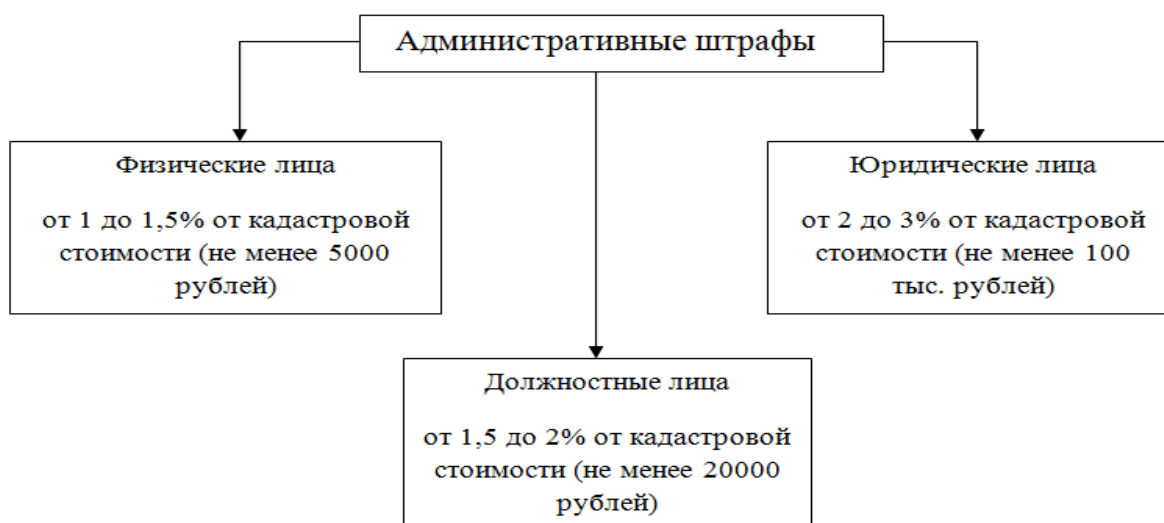 Административные штрафы
Физические лица
от 1 до 1,5% от кадастровой
стоимости (не менее 5000
рублей)
Юридические лица
от 2 до 3% от кадастровой
стоимости (не менее 100
тыс. рублей)
Должностные лица
от 1,5 до 2% от кадастровой
стоимости (не менее 20000
рублей)